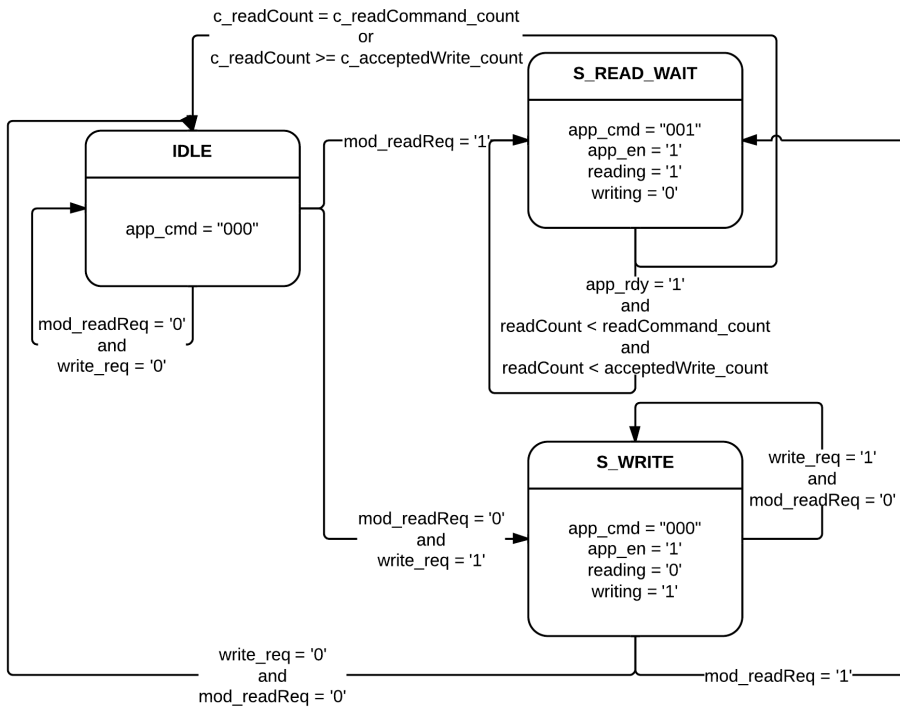 c_readCount = c_readCommand_count
or
c_readCount >= c_acceptedWrite_count
S_READ_WAIT
app_cmd = "001"
app_en = '1'
reading = '1'
writing = '0'
mod_readReq = '1'
IDLE
app_cmd = "000"
mod_readReq = '0'
and
write_req = '0'
app_rdy = '1'
and
readCount < readCommand_count
and
readCount < acceptedWrite_count
S_WRITE
app_cmd = "000"
app_en = '1'
reading = '0'
writing = '1'
write_req = '1'
and
mod_readReq = '0'
mod_readReq = '0'
and
write_req = '1'
write_req = '0'
and
mod_readReq = '0'
mod_readReq = '1'